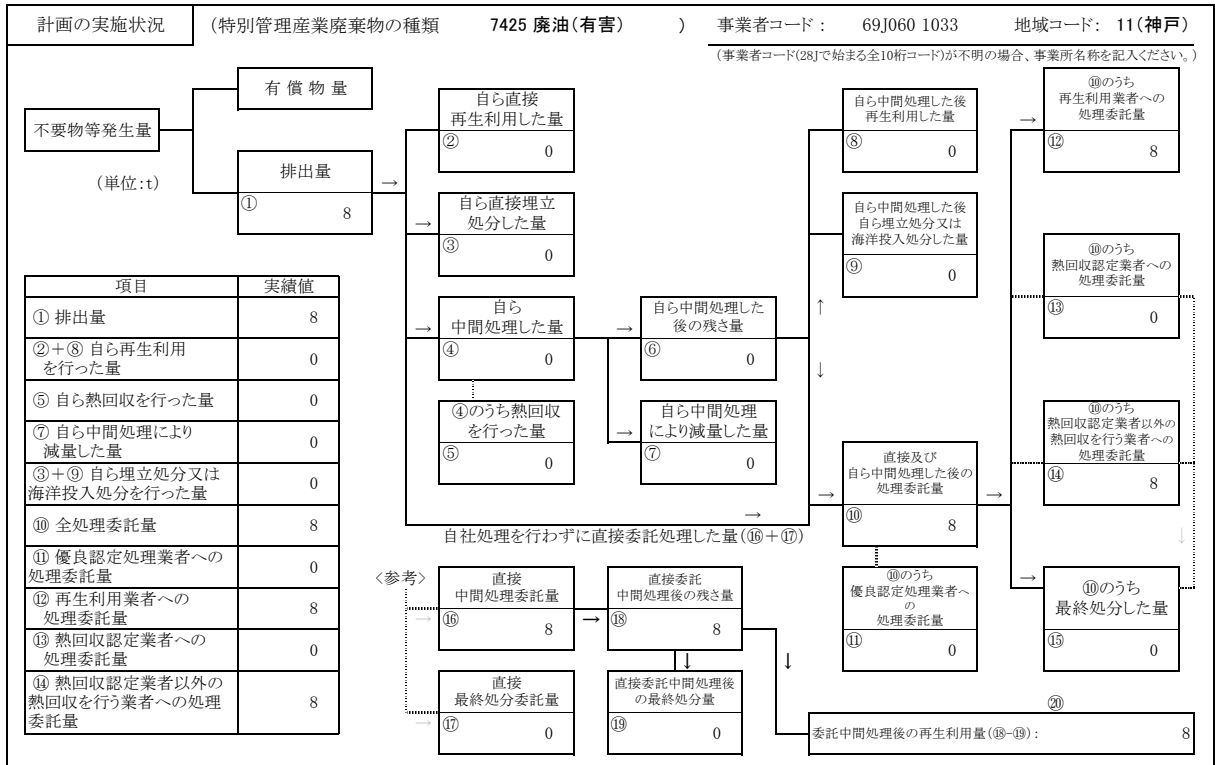 計画の実施状況
(特別管理産業廃棄物の種類 7425 廃油(有害) )
事業者コード: 69J060 1033 地域コード: 11(神戸)
(事業者コード(28Jで始まる全10桁コード)が不明の場合、事業所名称を記入ください。)
不要物等発生量
(単位:t)
有償物量
排出量
① 8
→
自ら直接
再生利用した量
② 0
→
自ら直接埋立
処分した量
③ 0
→
自ら
中間処理した量
④ 0
④のうち熱回収
を行った量
⑤ 0
→
自ら中間処理した
後の残さ量
⑥ 0
→
自ら中間処理
により減量した量
⑦ 0
↑
↓
自ら中間処理した後
再生利用した量
⑧ 0
自ら中間処理した後
自ら埋立処分又は
海洋投入処分した量
⑨ 0
→
→
直接及び
自ら中間処理した後の
処理委託量
⑩ 8
⑩のうち
優良認定処理業者へ
の
処理委託量
⑪ 0
→
→
⑩のうち
再生利用業者への
処理委託量
⑫ 8
⑩のうち
熱回収認定業者への
処理委託量
⑬ 0
⑩のうち
熱回収認定業者以外の
熱回収を行う業者への
処理委託量
⑭ 8
↓
→
⑩のうち
最終処分した量
⑮ 0
項目 実績値
① 排出量 8
②+⑧ 自ら再生利用
を行った量 0
⑤ 自ら熱回収を行った量 0
⑦ 自ら中間処理により
減量した量 0
③+⑨ 自ら埋立処分又は
海洋投入処分を行った量 0
⑩ 全処理委託量 8
⑪ 優良認定処理業者への
処理委託量 0
⑫ 再生利用業者への
処理委託量 8
⑬ 熱回収認定業者への
処理委託量 0
⑭ 熱回収認定業者以外の
熱回収を行う業者への処理
委託量 8
自社処理を行わずに直接委託処理した量(⑯+⑰)
<参考>
→
直接
中間処理委託量
⑯ 8
→
直接委託
中間処理後の残さ量
⑱ 8
↓
↓
→
直接
最終処分委託量
⑰ 0
直接委託中間処理後
の最終処分量
⑲ 0
⑳
委託中間処理後の再生利用量(⑱-⑲): 8